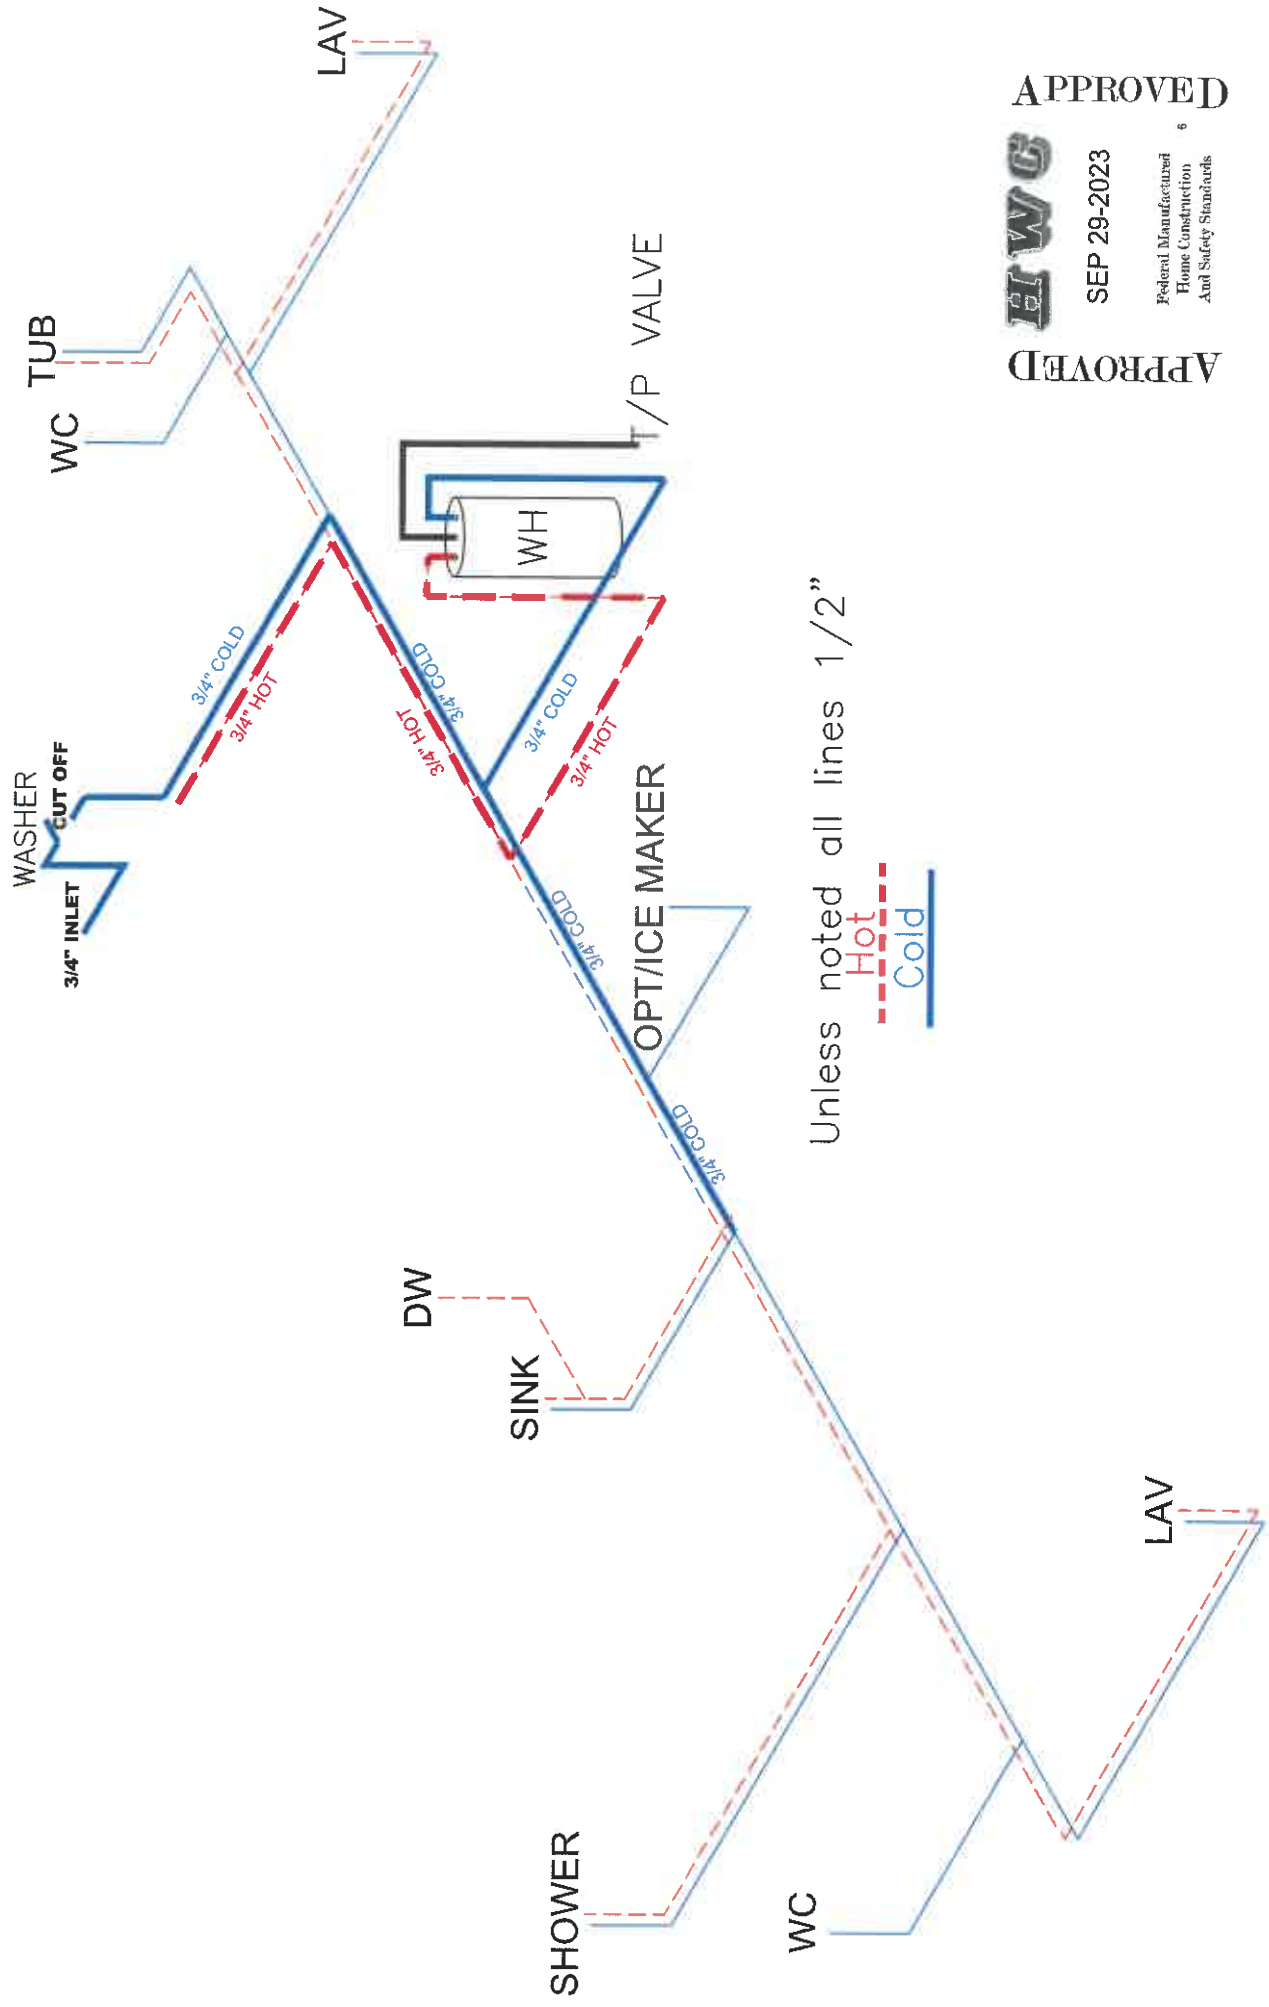 SHOWER
WC
LAV
SINK
DW
OPT/ICE MAKER
3/4" COLD
3/4" COLD
3/4" INLET
WASHER
CUT OFF
3/4" COLD
3/4" HOT
3/4" HOT
3/4" COLD
3/4" COLD
3/4" HOT
WH
T/P VALVE
WC
TUB
LAV
Unless noted all lines 1/2"
Hot
Cold
APPROVED
HWC
SEP 29-2023
Federal Manufactured
Home Construction
And Safety Standards
6
APPROVED